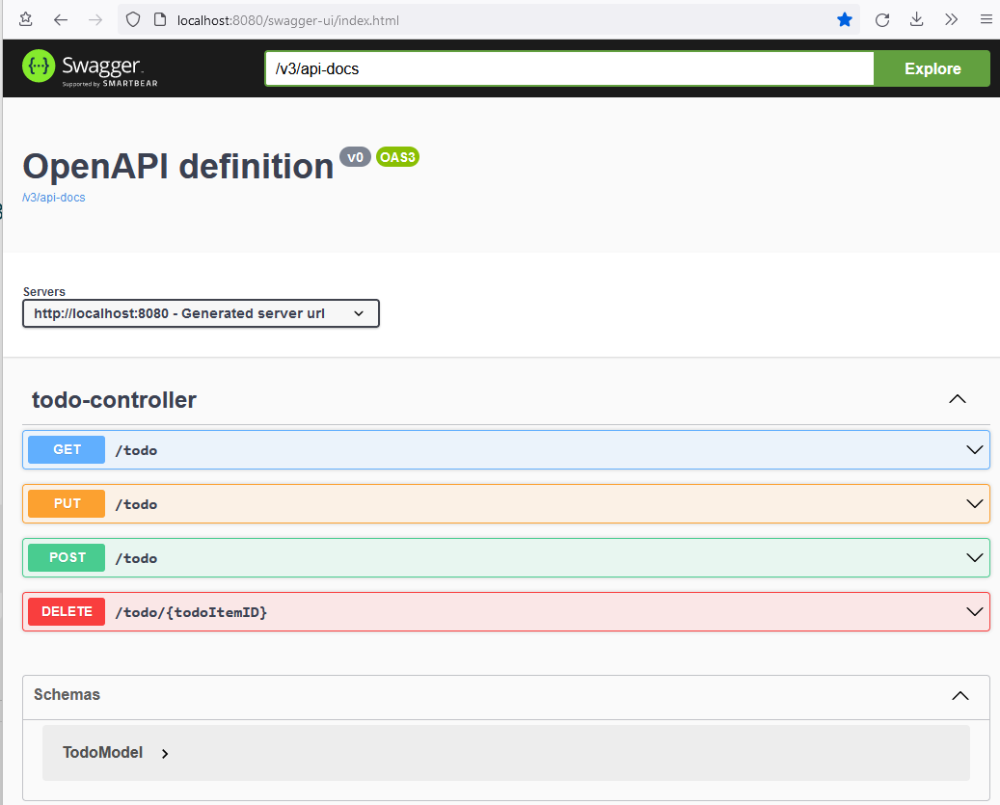 localhost:8080/swagger-ui/index.html
{···} Swagger.
Supported by SMARTBEAR
/v3/api-docs
Explore
OpenAPI definition v0 OAS3
/v3/api-docs
Servers
http://localhost:8080 - Generated server url
todo-controller
GET /todo
PUT /todo
POST /todo
DELETE /todo/{todoItemID}
Schemas
TodoModel